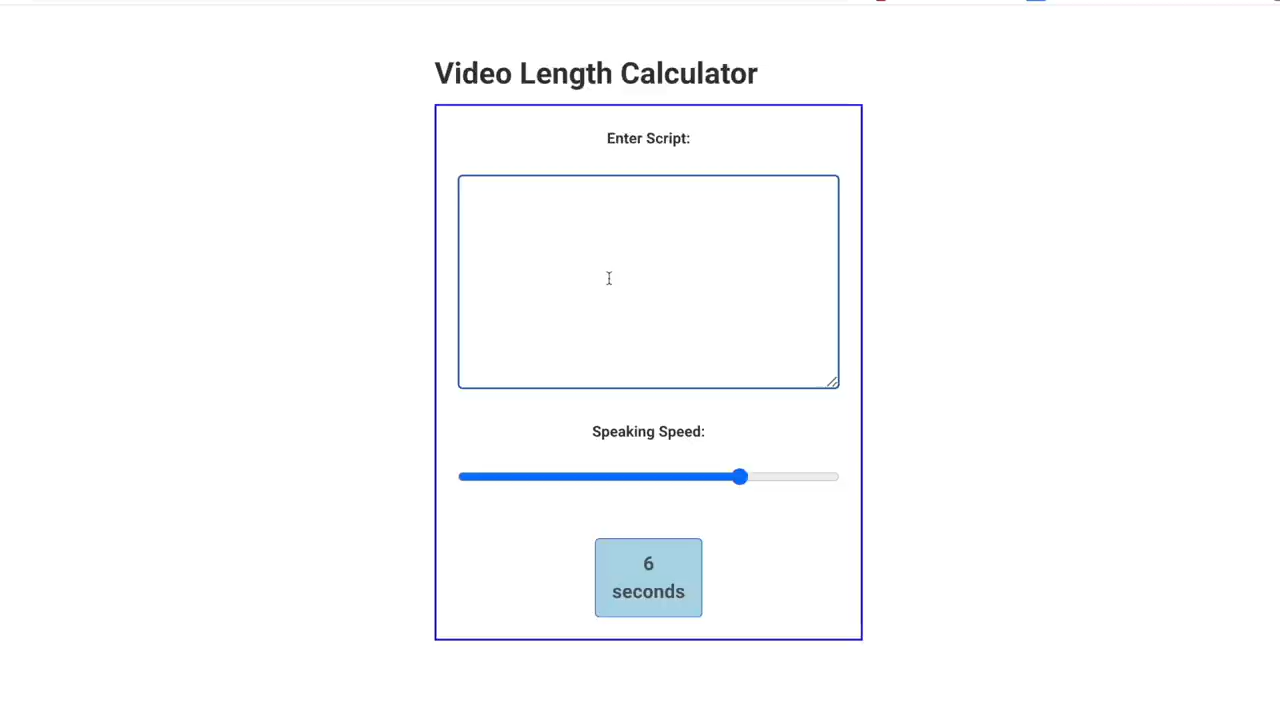 Video Length Calculator
Enter Script:
Speaking Speed:
6
seconds